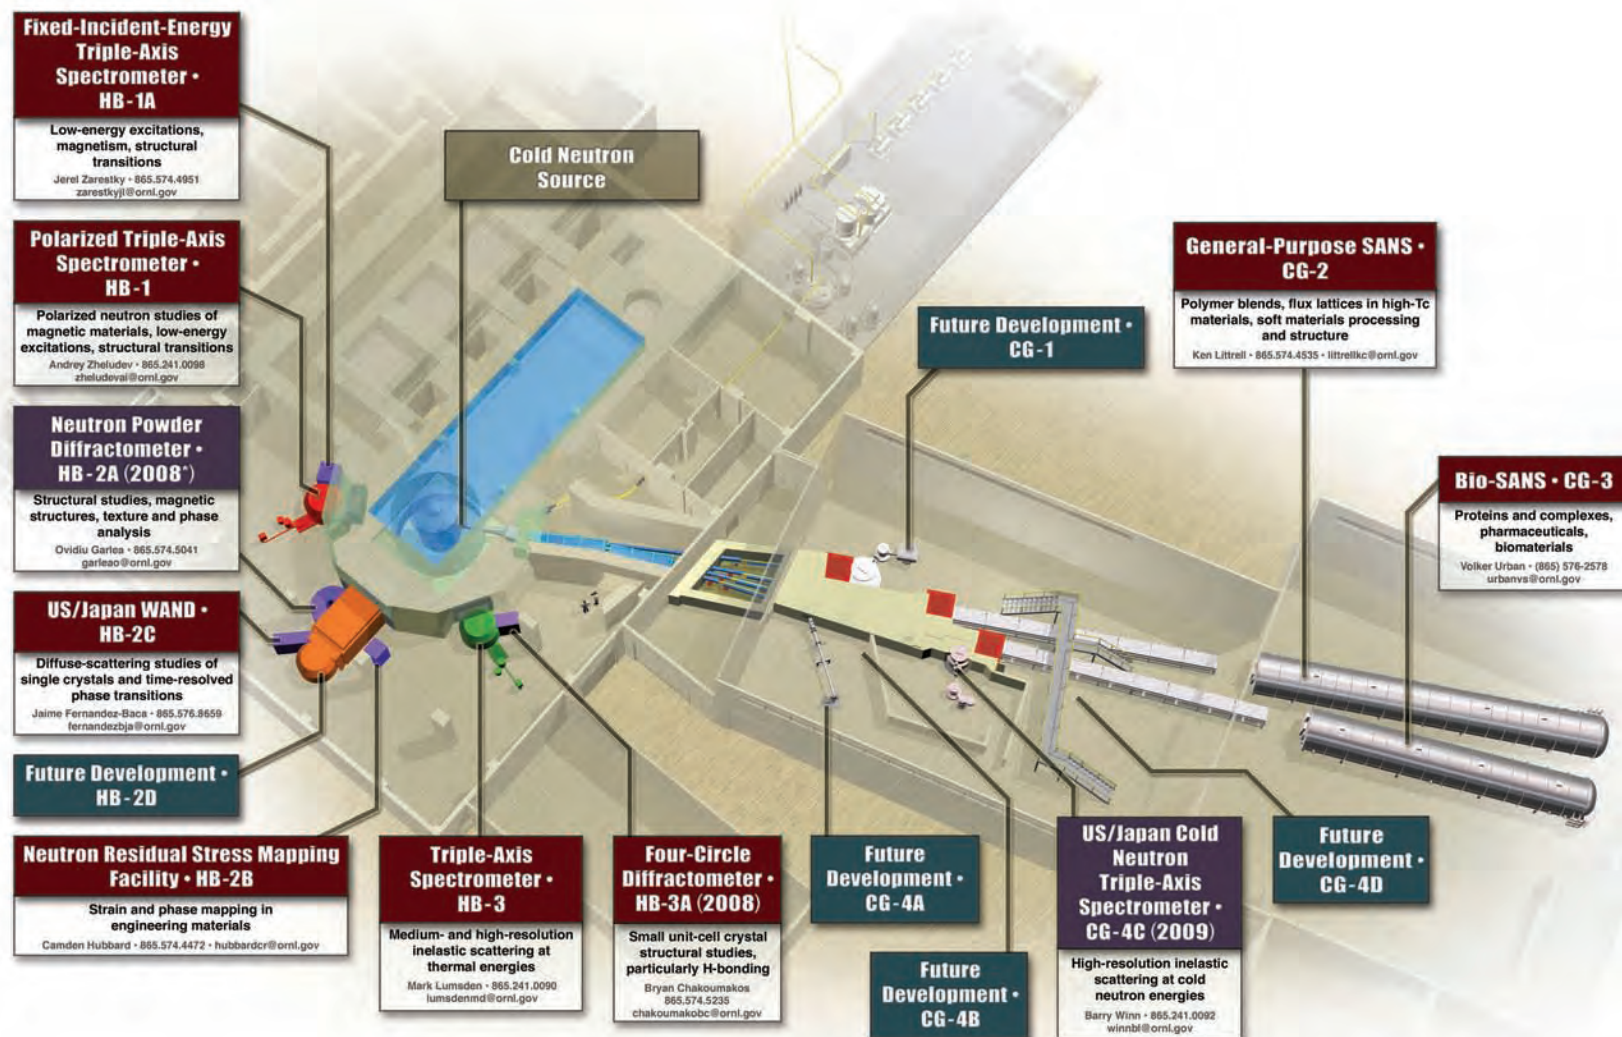 Fixed-Incident-Energy
Triple-Axis
Spectrometer •
HB-1A
Low-energy excitations,
magnetism, structural
transitions
Jerel Zarestky • 865.574.4951
zarestkyjl@ornl.gov
Polarized Triple-Axis
Spectrometer •
HB-1
Polarized neutron studies of
magnetic materials, low-energy
excitations, structural transitions
Andrey Zheludev • 865.241.0098
zheludevai@ornl.gov
Neutron Powder
Diffractometer •
HB-2A (2008*)
Structural studies, magnetic
structures, texture and phase
analysis
Ovidiu Garlea • 865.574.5041
garleao@ornl.gov
US/Japan WAND •
HB-2C
Diffuse-scattering studies of
single crystals and time-resolved
phase transitions
Jaime Fernandez-Baca • 865.576.8659
fernandezbja@ornl.gov
Future Development •
HB-2D
Neutron Residual Stress Mapping
Facility • HB-2B
Strain and phase mapping in
engineering materials
Camden Hubbard • 865.574.4472 • hubbardcr@ornl.gov
Cold Neutron
Source
Triple-Axis
Spectrometer •
HB-3
Medium- and high-resolution
inelastic scattering at
thermal energies
Mark Lumsden • 865.241.0090
lumsdenmd@ornl.gov
Four-Circle
Diffractometer •
HB-3A (2008)
Small unit-cell crystal
structural studies,
particularly H-bonding
Bryan Chakoumakos
865.574.5235
chakoumakobc@ornl.gov
Future Development •
CG-1
General-Purpose SANS •
CG-2
Polymer blends, flux lattices in high-Tc
materials, soft materials processing
and structure
Ken Littrell • 865.574.4535 • littrellkc@ornl.gov
Bio-SANS • CG-3
Proteins and complexes,
pharmaceuticals,
biomaterials
Volker Urban • (865) 576-2578
urbanvs@ornl.gov
Future
Development •
CG-4A
Future
Development •
CG-4B
US/Japan Cold
Neutron
Triple-Axis
Spectrometer •
CG-4C (2009)
High-resolution inelastic
scattering at cold
neutron energies
Barry Winn • 865.241.0092
winnbl@ornl.gov
Future
Development •
CG-4D